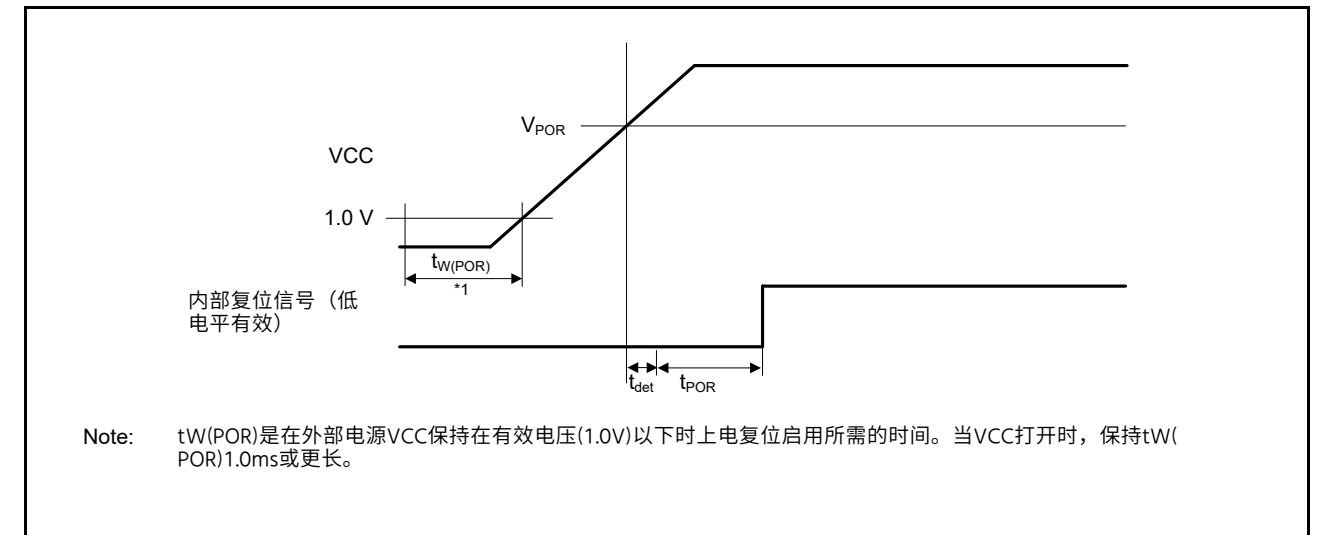 V_POR
VCC
1.0 V
t_W(POR)
*1
内部复位信号（低
电平有效）
t_det t_POR
Note: tW(POR)是在外部电源VCC保持在有效电压(1.0V)以下时上电复位启用所需的时间。当VCC打开时，保持tW(
POR)1.0ms或更长。